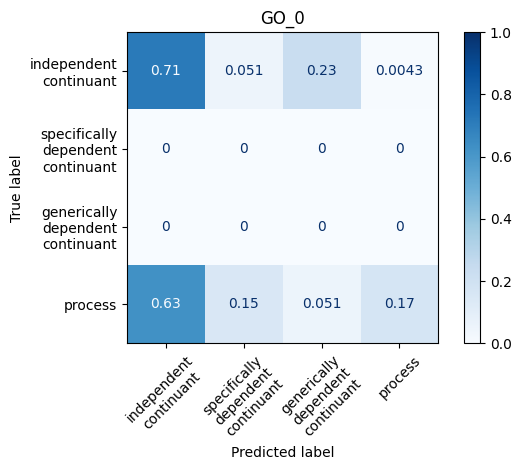 GO_0
True label
independent
continuant
0.71 0.051 0.23 0.0043
specifically
dependent
continuant
0 0 0 0
generically
dependent
continuant
0 0 0 0
process
0.63 0.15 0.051 0.17
independent
continuant
specifically
dependent
continuant
generically
dependent
continuant
process
Predicted label
1.0
0.8
0.6
0.4
0.2
0.0